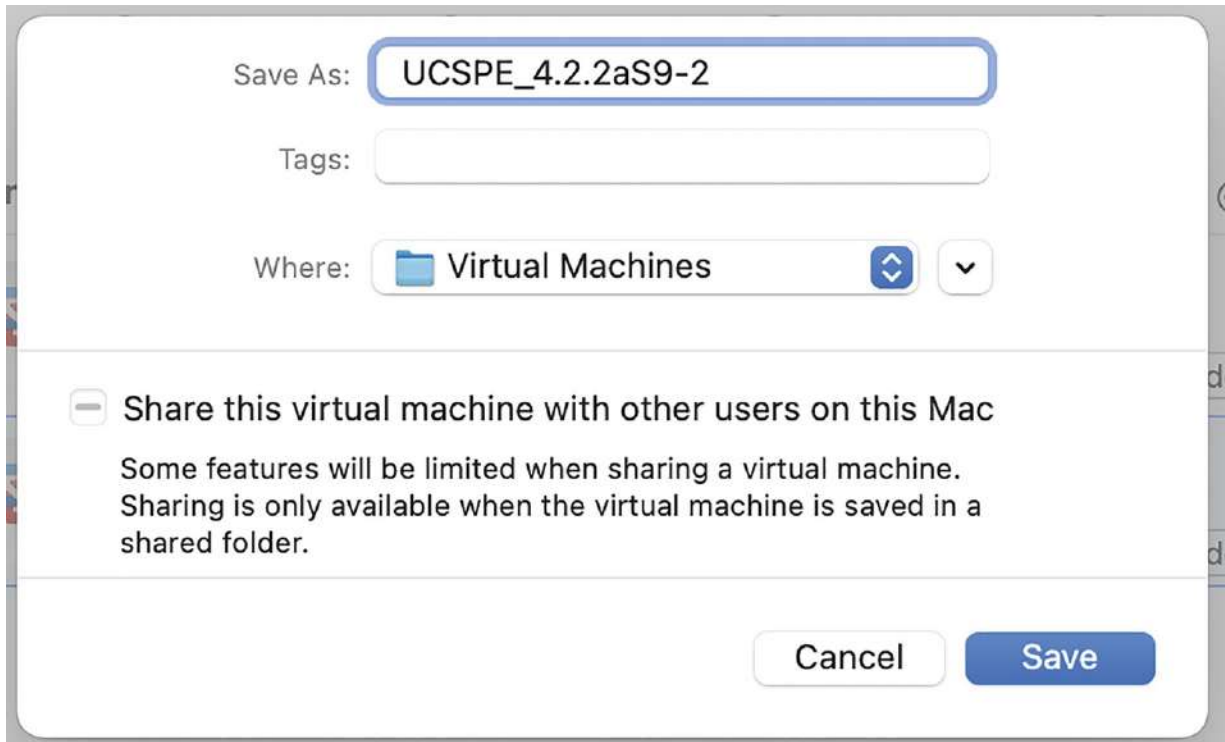 Save As: UCSPE_4.2.2aS9-2
Tags:
Where: Virtual Machines
Share this virtual machine with other users on this Mac
Some features will be limited when sharing a virtual machine.
Sharing is only available when the virtual machine is saved in a
shared folder.
Cancel Save